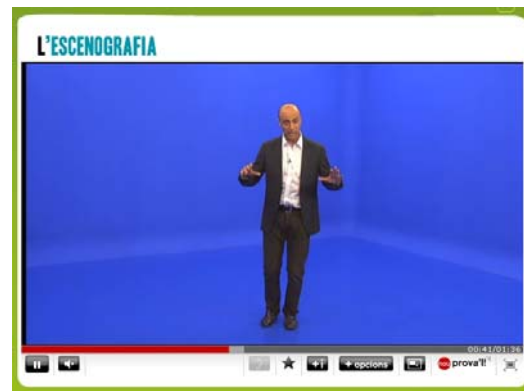 L'ESCENOGRAFIA
00:41/01:36
+i
+ opcions
prova'l!